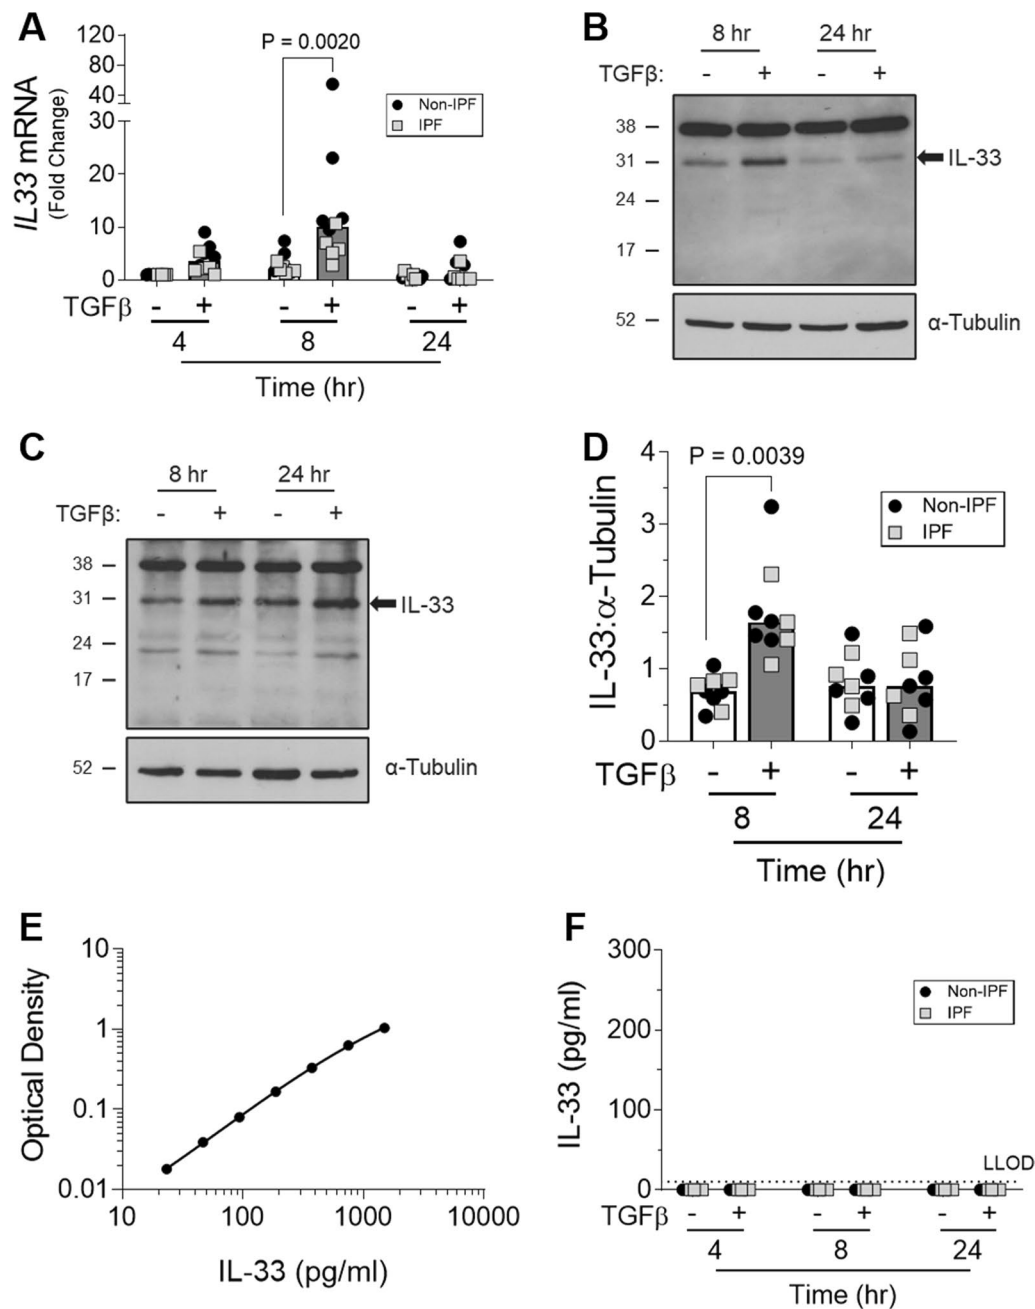 A
120
80
40
30
20
10
0
IL33 mRNA
(Fold Change)
P = 0.0020
Non-IPF
IPF
TGFβ
- + - + - +
4 8 24
Time (hr)
B
8 hr 24 hr
TGFβ: - + - +
38
31
24
17
IL-33
52
α-Tubulin
C
8 hr 24 hr
TGFβ: - + - +
38
31
24
17
IL-33
52
α-Tubulin
D
4
3
2
1
0
IL-33:α-Tubulin
P = 0.0039
Non-IPF
IPF
TGFβ - + - +
8 24
Time (hr)
E
10
1
0.1
0.01
Optical Density
10 100 1000 10000
IL-33 (pg/ml)
F
300
200
100
0
IL-33 (pg/ml)
Non-IPF
IPF
LLOD
TGFβ - + - + - +
4 8 24
Time (hr)